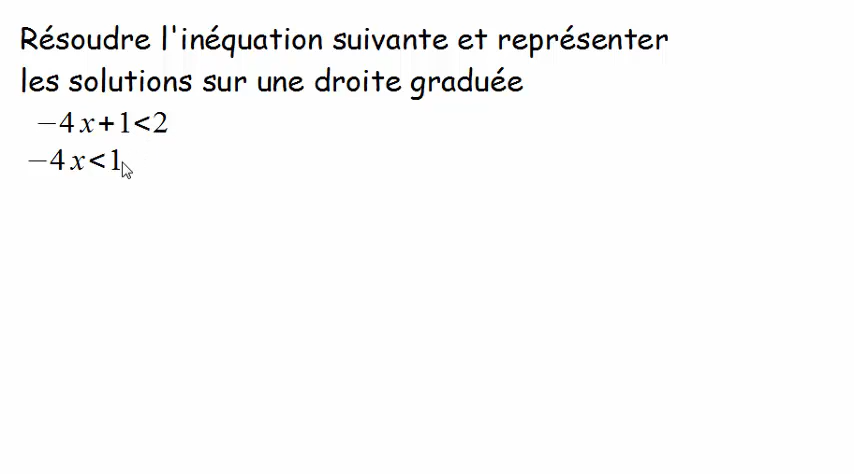 Résoudre l'inéquation suivante et représenter
les solutions sur une droite graduée
−4x+1<2
−4x<1